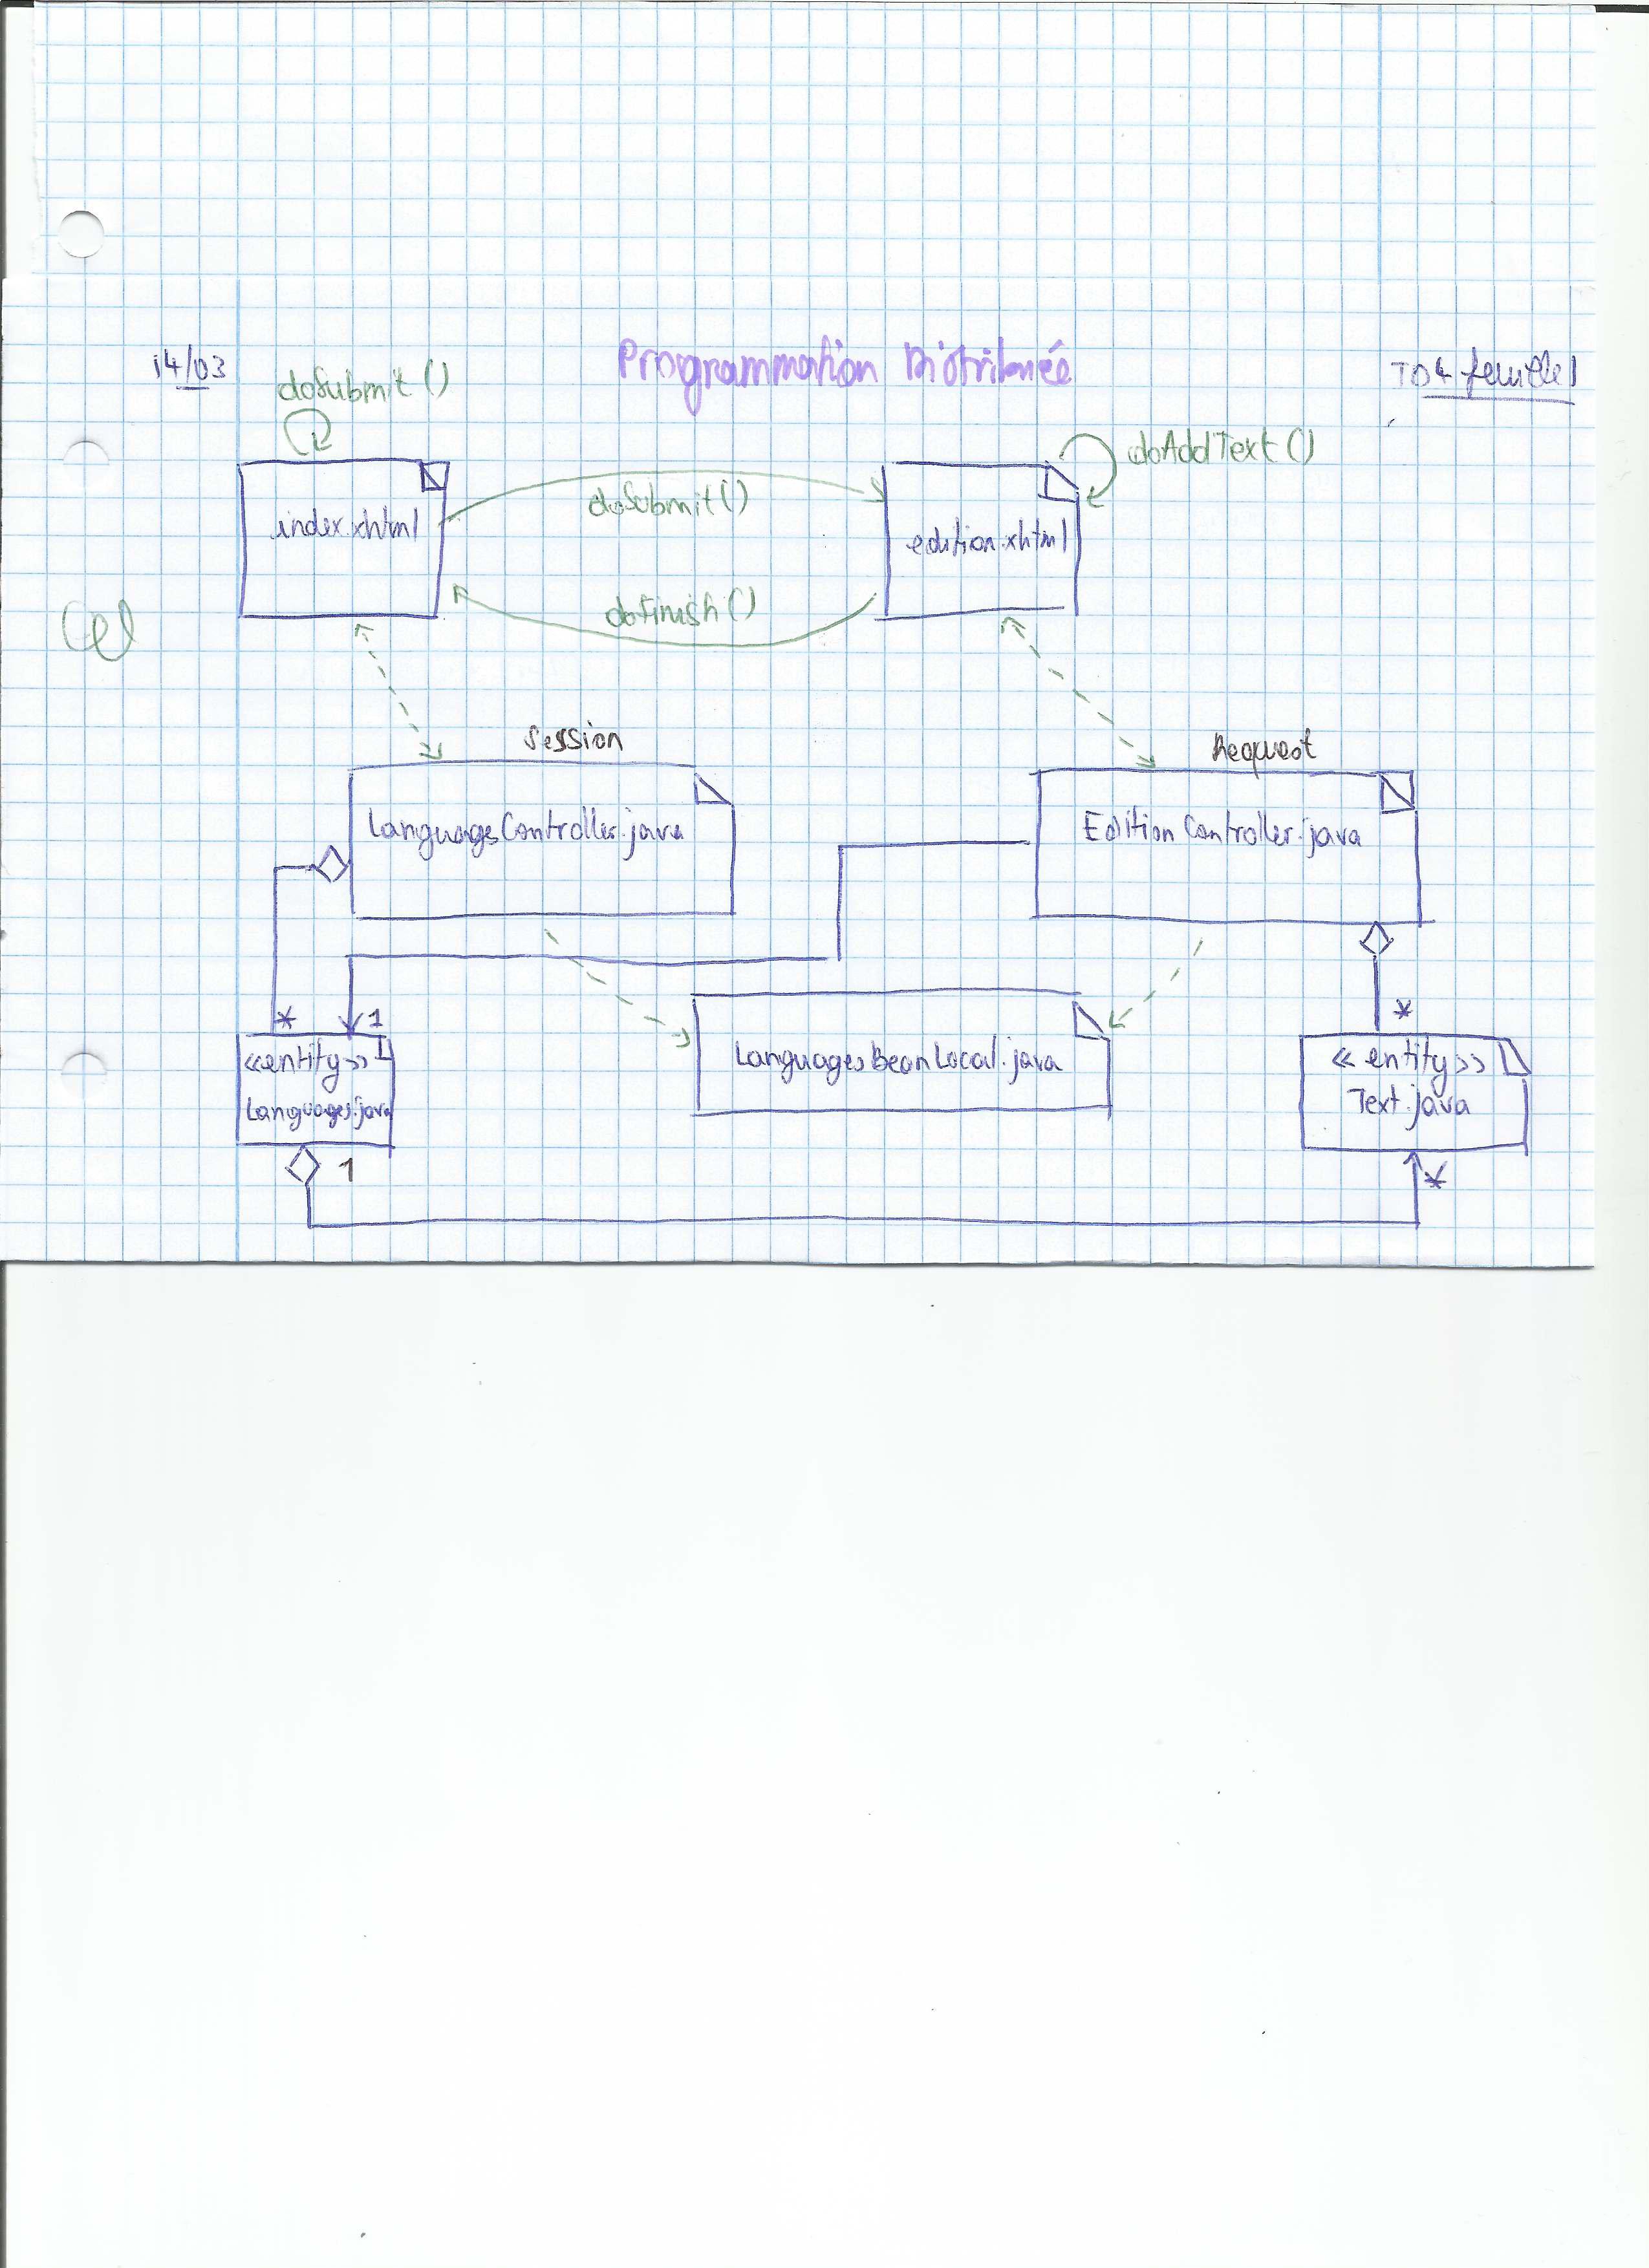 14/03
Programmation Distribuée
TD4 feuille 1
doSubmit()
doAddText()
index.xhtml
doSubmit()
edition.xhtml
doFinish()
Session
Request
LanguagesController.java
EditionController.java
* 1
*
<<entity>>
Languages.java
LanguagesBeanLocal.java
<<entity>>
Text.java
1
*